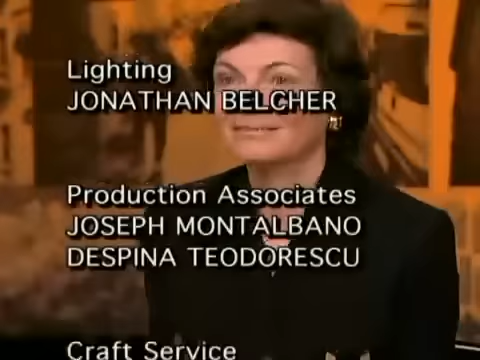 Lighting
JONATHAN BELCHER
Production Associates
JOSEPH MONTALBANO
DESPINA TEODORESCU
Craft Service